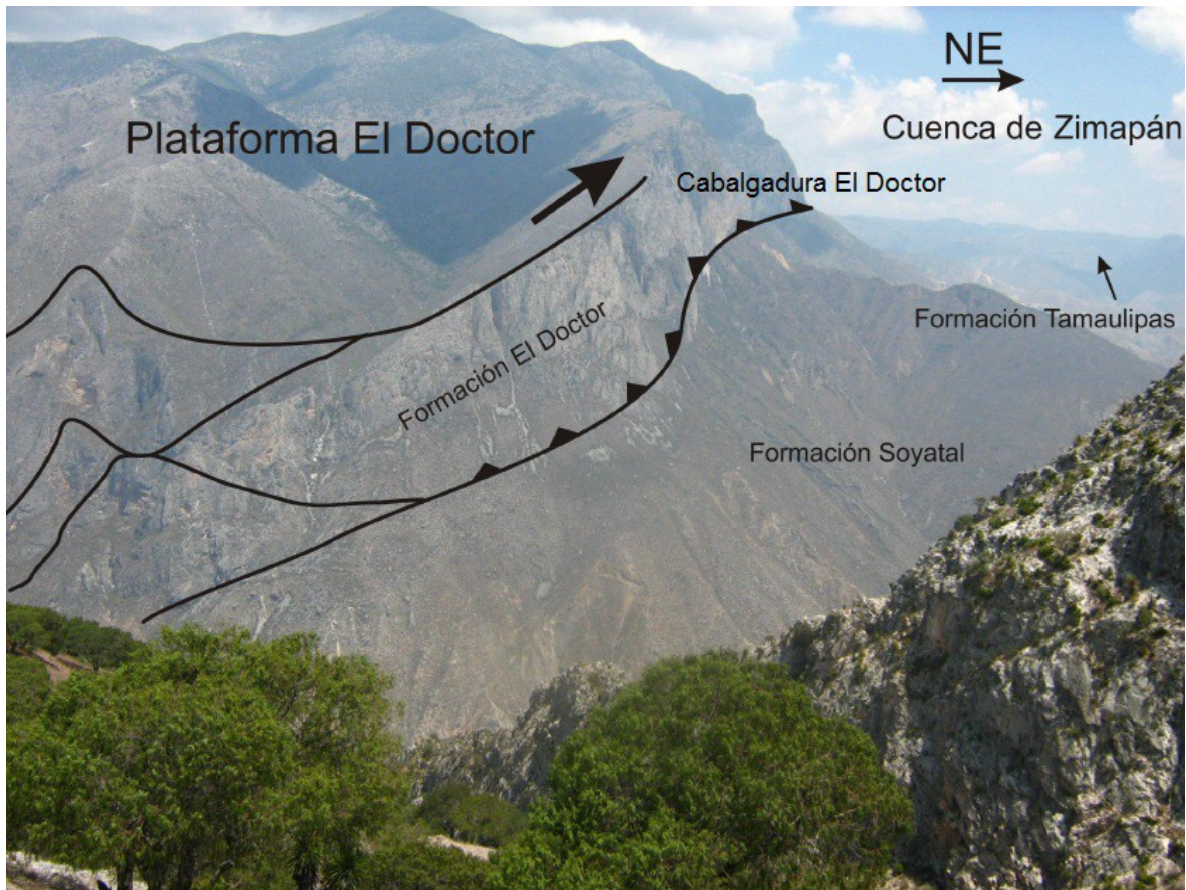 NE
Cuenca de Zimapán
Plataforma El Doctor
Cabalgadura El Doctor
Formación Tamaulipas
Formación El Doctor
Formación Soyatal